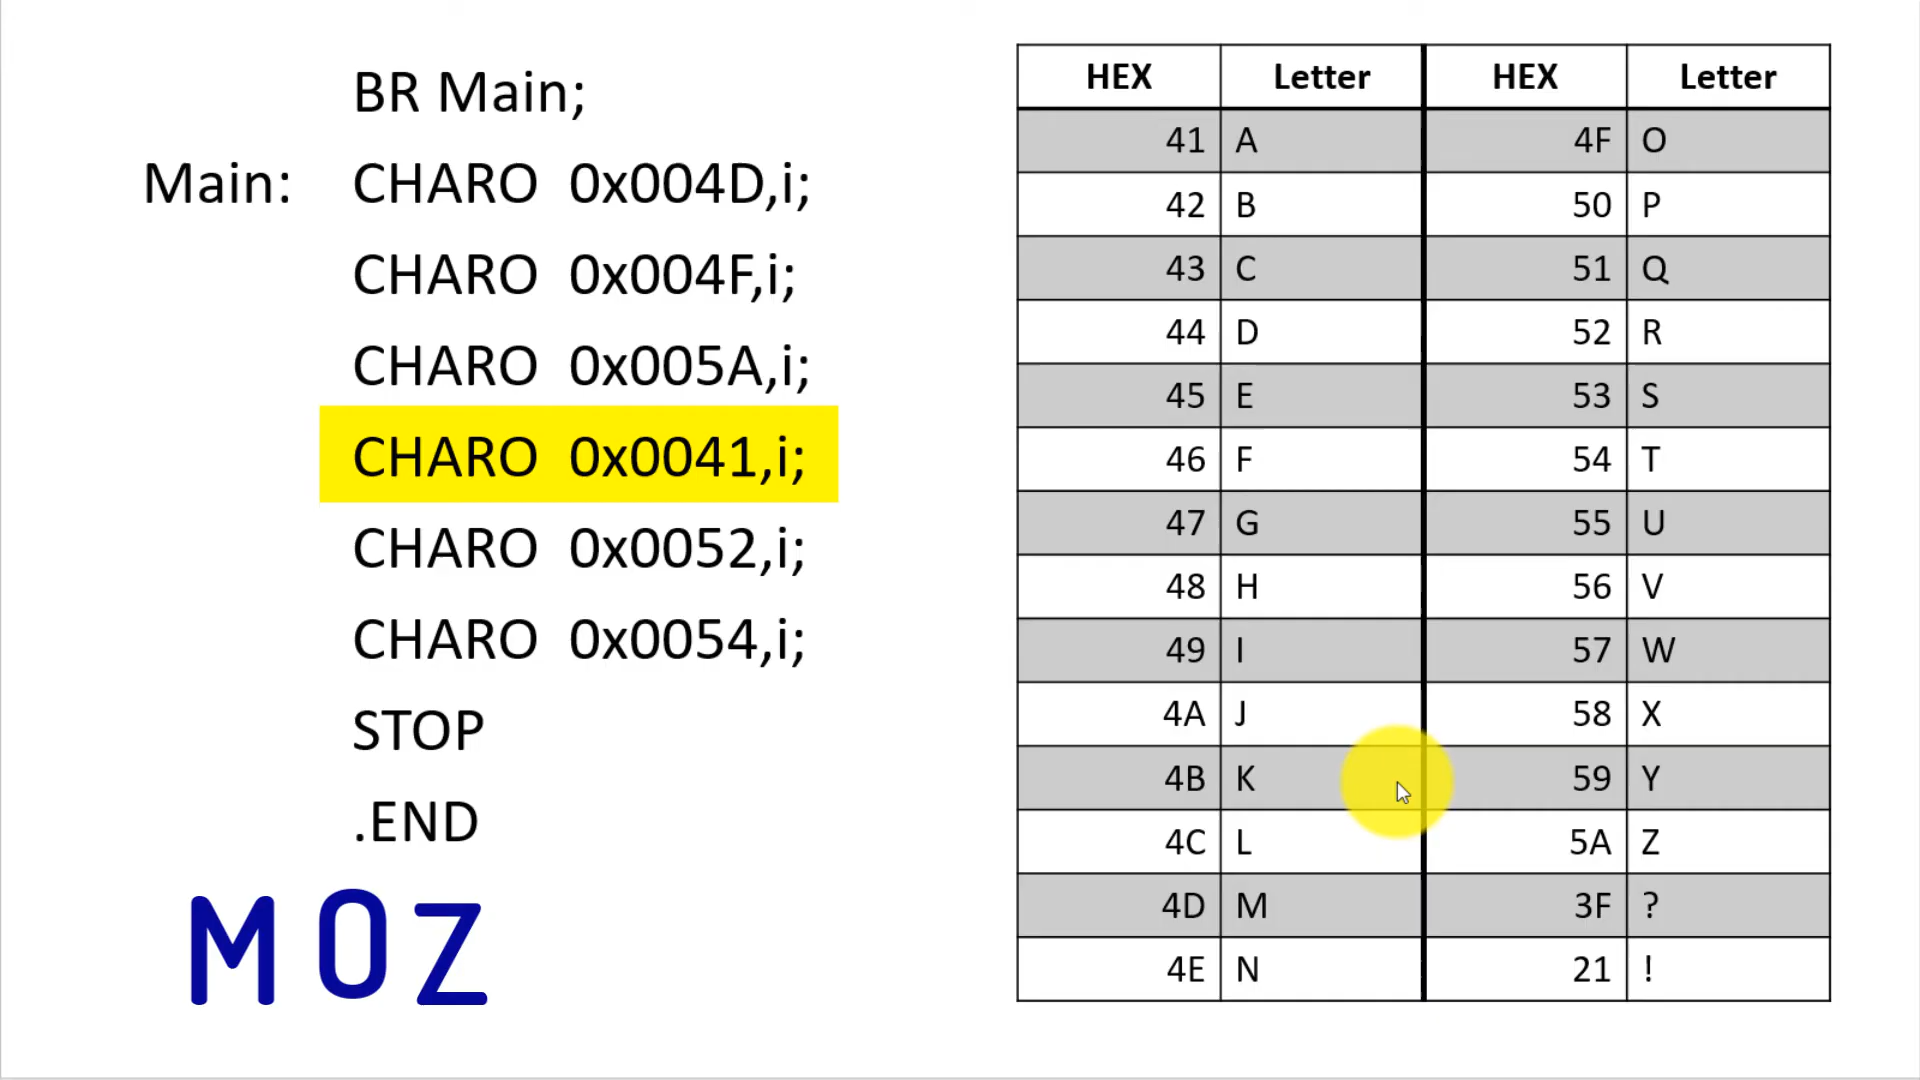 BR Main;
Main: CHARO 0x004D,i;
CHARO 0x004F,i;
CHARO 0x005A,i;
CHARO 0x0041,i;
CHARO 0x0052,i;
CHARO 0x0054,i;
STOP
.END
MOZ
HEX Letter HEX Letter
41 A 4F O
42 B 50 P
43 C 51 Q
44 D 52 R
45 E 53 S
46 F 54 T
47 G 55 U
48 H 56 V
49 I 57 W
4A J 58 X
4B K 59 Y
4C L 5A Z
4D M 3F ?
4E N 21 !